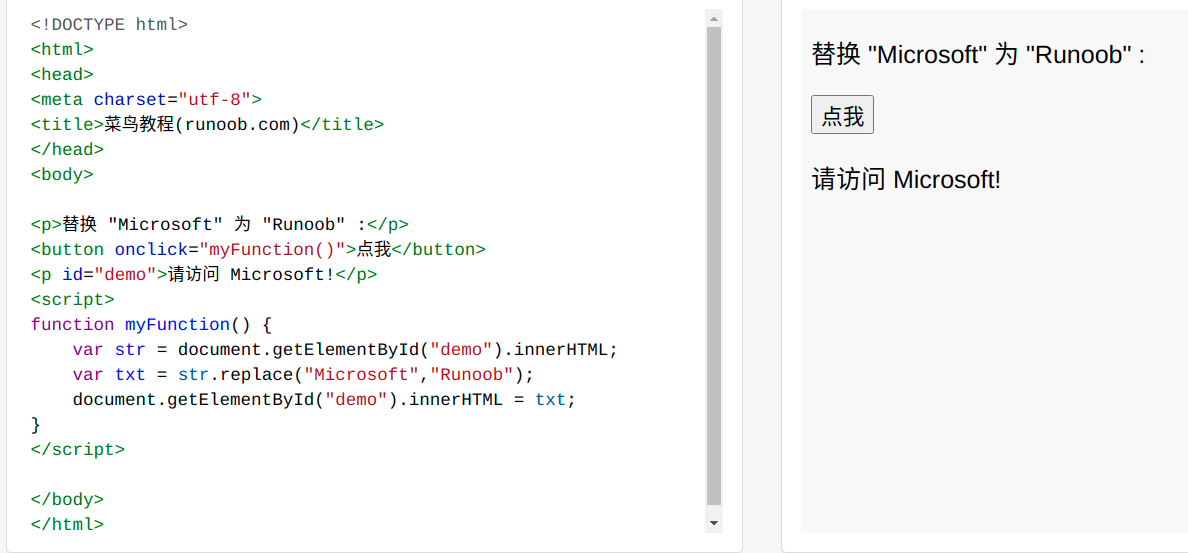 <!DOCTYPE html>
<html>
<head>
<meta charset="utf-8">
<title>菜鸟教程(runoob.com)</title>
</head>
<body>

<p>替换 "Microsoft" 为 "Runoob" :</p>
<button onclick="myFunction()">点我</button>
<p id="demo">请访问 Microsoft!</p>
<script>
function myFunction() {
    var str = document.getElementById("demo").innerHTML;
    var txt = str.replace("Microsoft","Runoob");
    document.getElementById("demo").innerHTML = txt;
}
</script>

</body>
</html>
替换 "Microsoft" 为 "Runoob" :
点我
请访问 Microsoft!